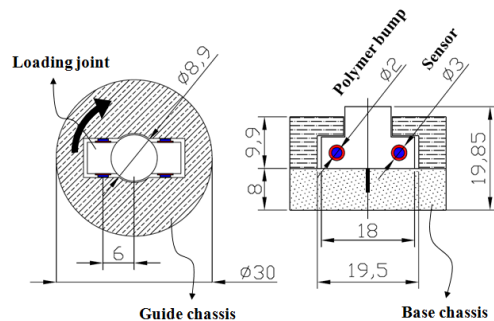 Loading joint
Ø8,9
6
Ø30
Guide chassis
Polymer bump
Ø2
Sensor
Ø3
9,9
8
19,85
18
19,5
Base chassis